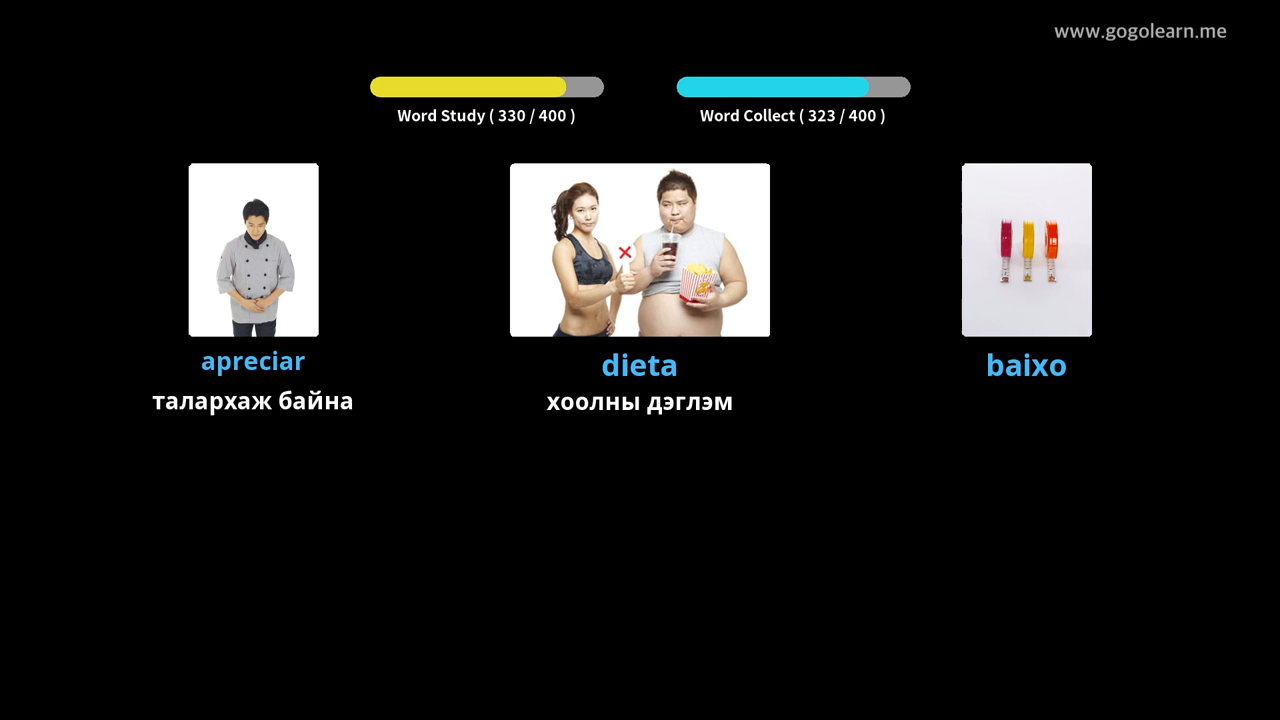 www.gogolearn.me
Word Study ( 330 / 400 )
Word Collect ( 323 / 400 )
apreciar
талархаж байна
dieta
хоолны дэглэм
baixo